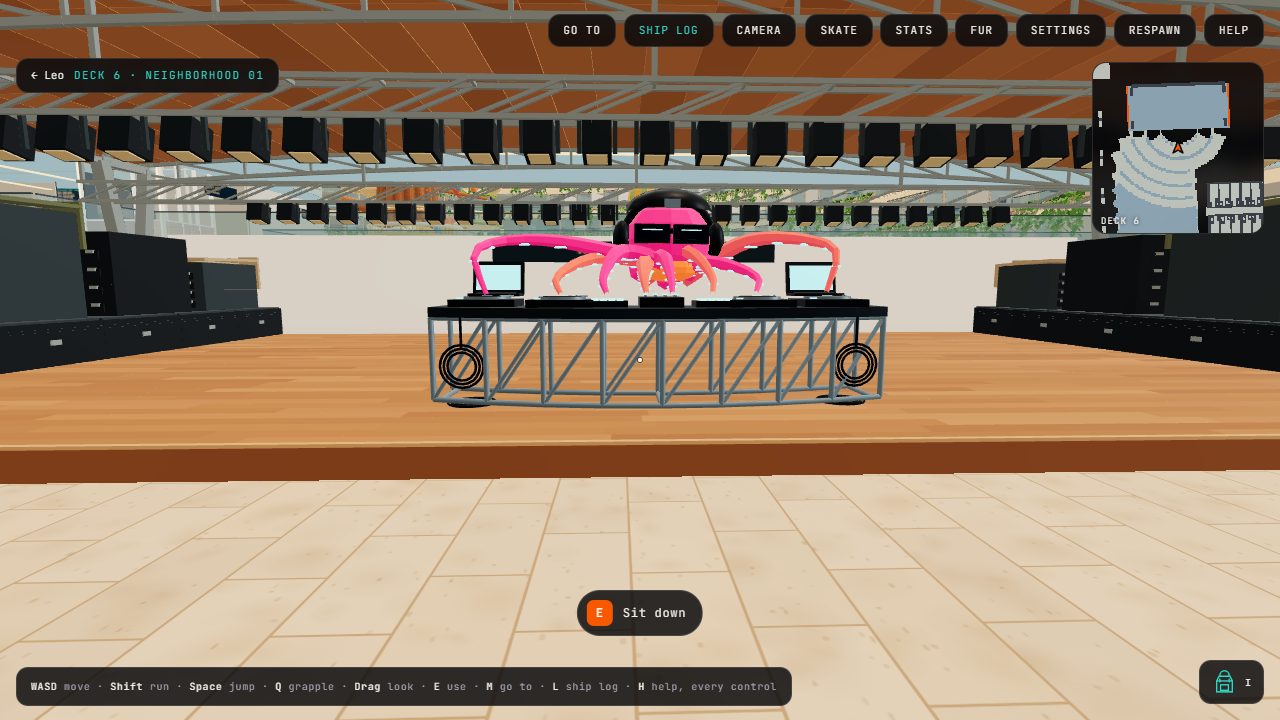 GO TO
SHIP LOG
CAMERA
SKATE
STATS
FUR
SETTINGS
RESPAWN
HELP
← Leo DECK 6 · NEIGHBORHOOD 01
DECK 6
E Sit down
WASD move · Shift run · Space jump · Q grapple · Drag look · E use · M go to · L ship log · H help, every control
I